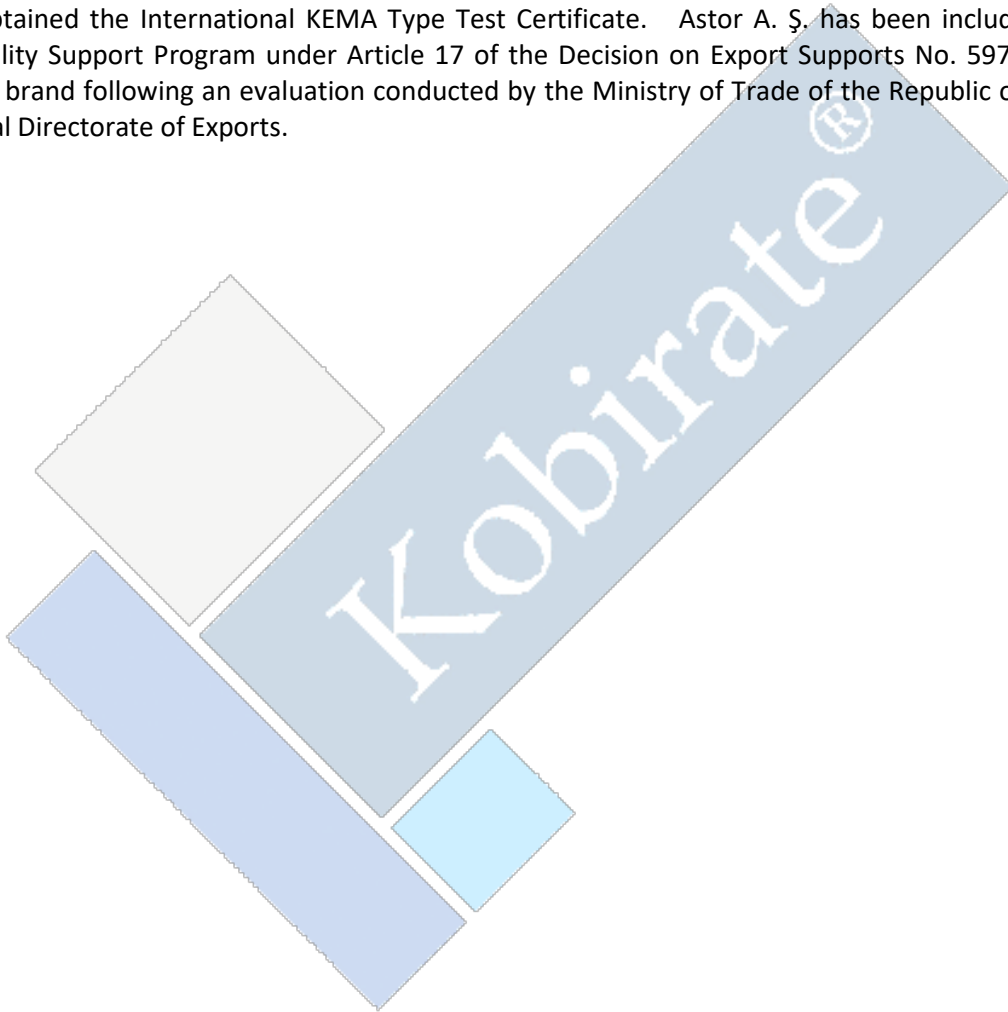 tained the International KEMA Type Test Certificate. Astor A. Ş. has been includ
lity Support Program under Article 17 of the Decision on Export Supports No. 597
brand following an evaluation conducted by the Ministry of Trade of the Republic o
al Directorate of Exports.
Kobirate®